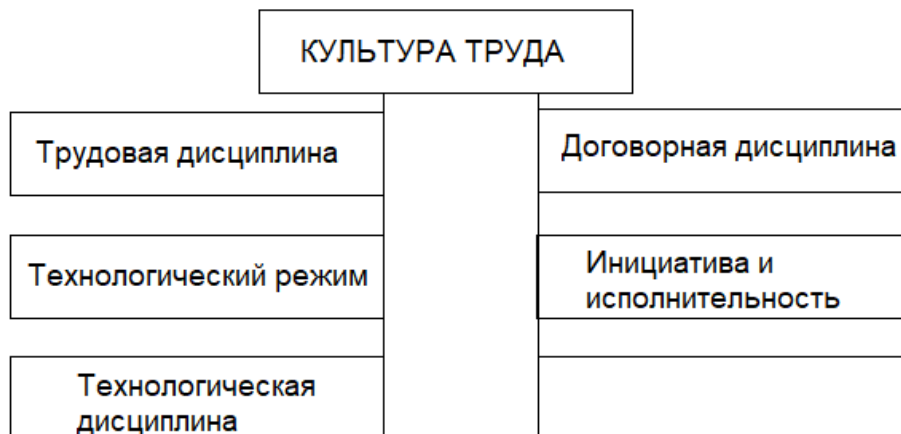 КУЛЬТУРА ТРУДА
Трудовая дисциплина
Договорная дисциплина
Технологический режим
Инициатива и
исполнительность
Технологическая
дисциплина